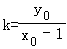 k=y₀/(x₀ - 1)